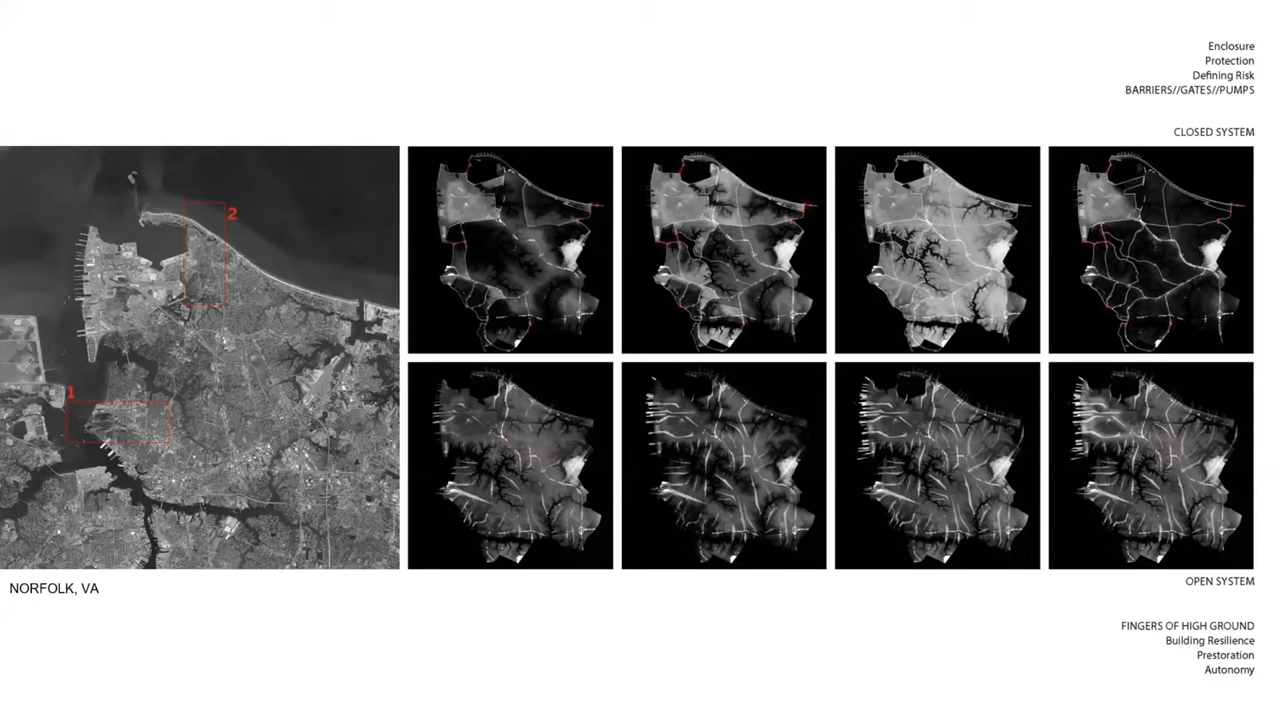 Enclosure
Protection
Defining Risk
BARRIERS//GATES//PUMPS
CLOSED SYSTEM
2
1
OPEN SYSTEM
NORFOLK, VA
FINGERS OF HIGH GROUND
Building Resilience
Prestoration
Autonomy